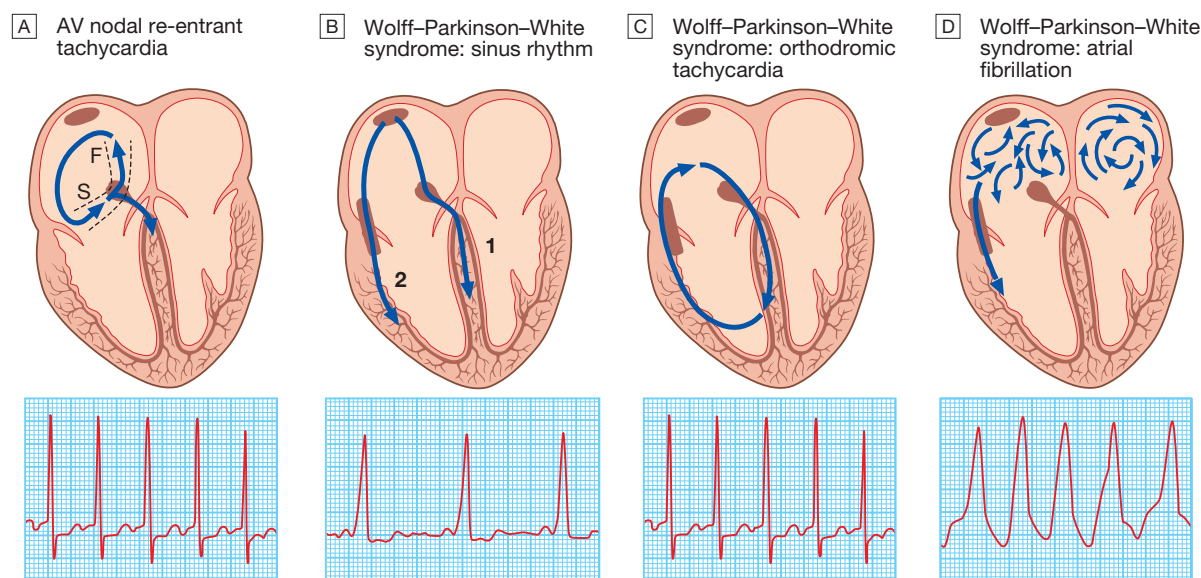 A AV nodal re-entrant
tachycardia
B Wolff–Parkinson–White
syndrome: sinus rhythm
C Wolff–Parkinson–White
syndrome: orthodromic
tachycardia
D Wolff–Parkinson–White
syndrome: atrial
fibrillation
F
S
1
2